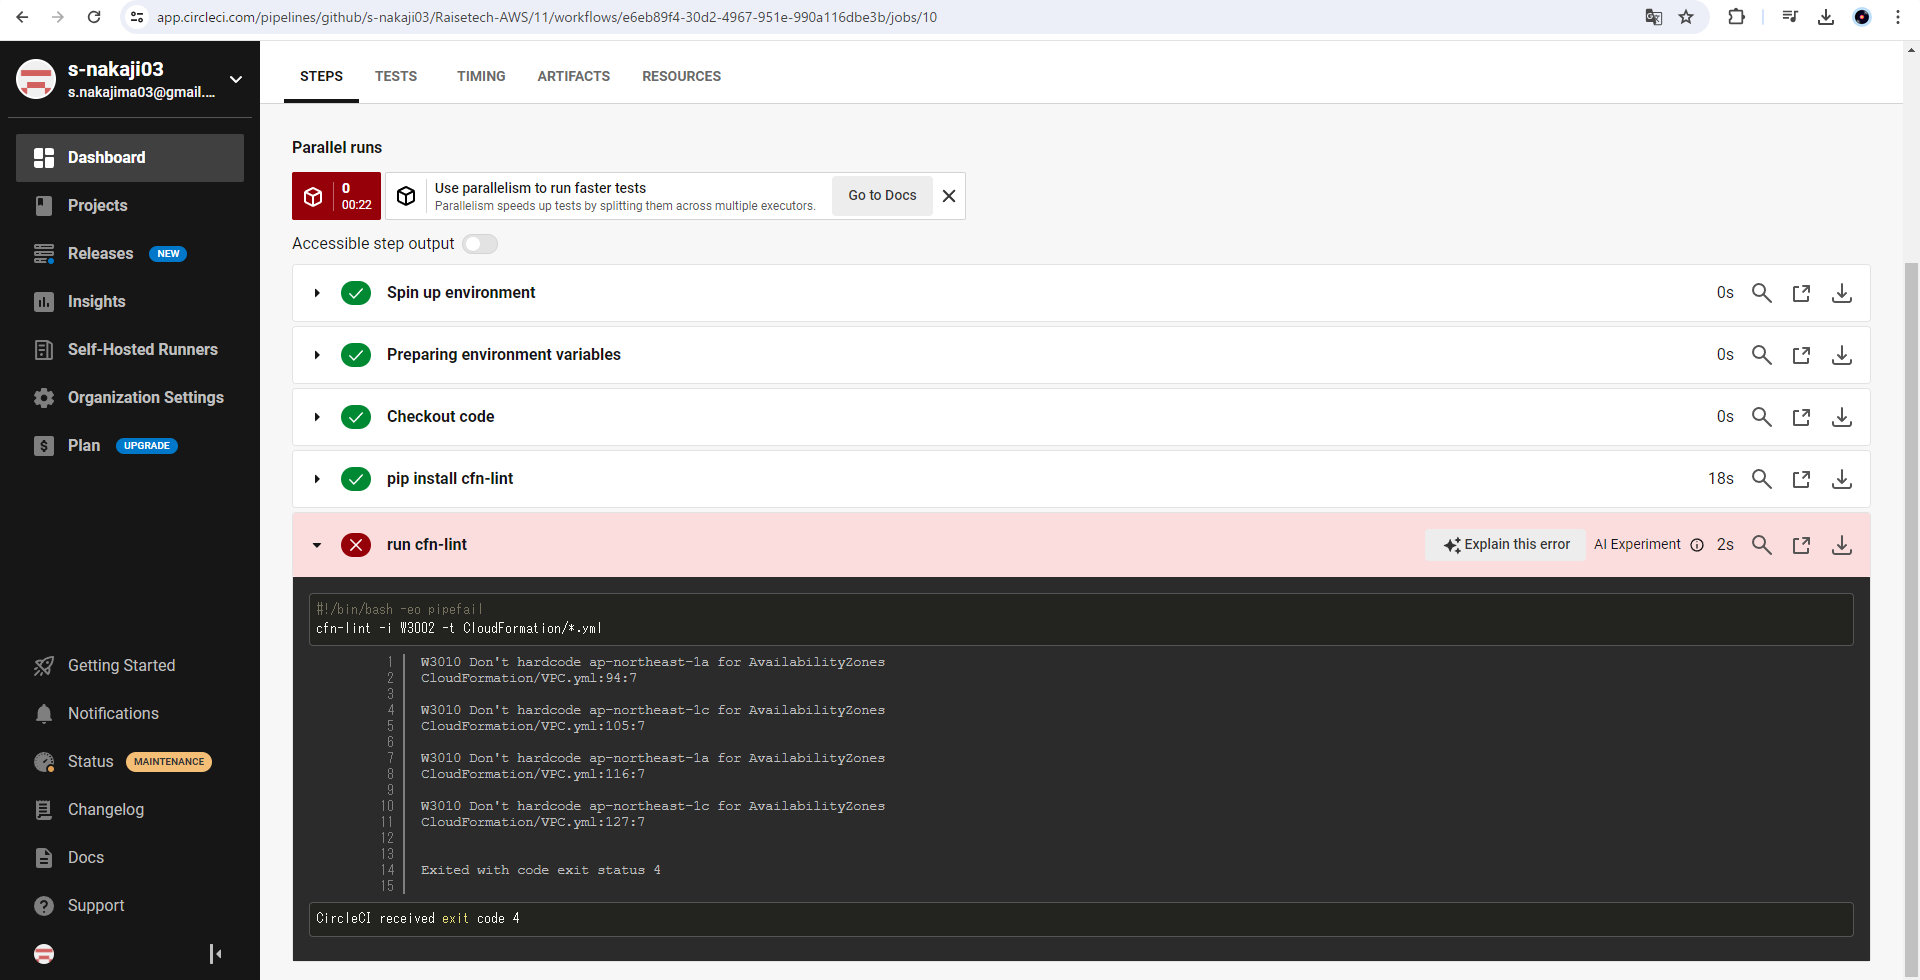 app.circleci.com/pipelines/github/s-nakaji03/Raisetech-AWS/11/workflows/e6eb89f4-30d2-4967-951e-990a116dbe3b/jobs/10
s-nakaji03
s.nakajima03@gmail....
Dashboard
Projects
Releases NEW
Insights
Self-Hosted Runners
Organization Settings
Plan UPGRADE
Getting Started
Notifications
Status MAINTENANCE
Changelog
Docs
Support
STEPS TESTS TIMING ARTIFACTS RESOURCES
Parallel runs
0
00:22
Use parallelism to run faster tests
Parallelism speeds up tests by splitting them across multiple executors.
Go to Docs
Accessible step output
Spin up environment 0s
Preparing environment variables 0s
Checkout code 0s
pip install cfn-lint 18s
run cfn-lint Explain this error AI Experiment 2s
#!/bin/bash -eo pipefail
cfn-lint -i W3002 -t CloudFormation/*.yml
1 W3010 Don't hardcode ap-northeast-1a for AvailabilityZones
2 CloudFormation/VPC.yml:94:7
3
4 W3010 Don't hardcode ap-northeast-1c for AvailabilityZones
5 CloudFormation/VPC.yml:105:7
6
7 W3010 Don't hardcode ap-northeast-1a for AvailabilityZones
8 CloudFormation/VPC.yml:116:7
9
10 W3010 Don't hardcode ap-northeast-1c for AvailabilityZones
11 CloudFormation/VPC.yml:127:7
12
13
14 Exited with code exit status 4
15
CircleCI received exit code 4